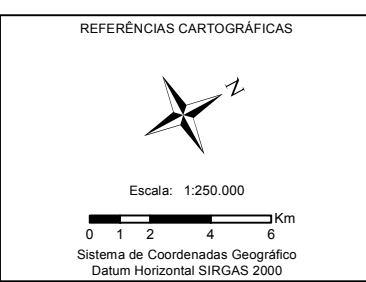 REFERÊNCIAS CARTOGRÁFICAS
N
Escala: 1:250.000
Km
0 1 2 4 6
Sistema de Coordenadas Geográfico
Datum Horizontal SIRGAS 2000